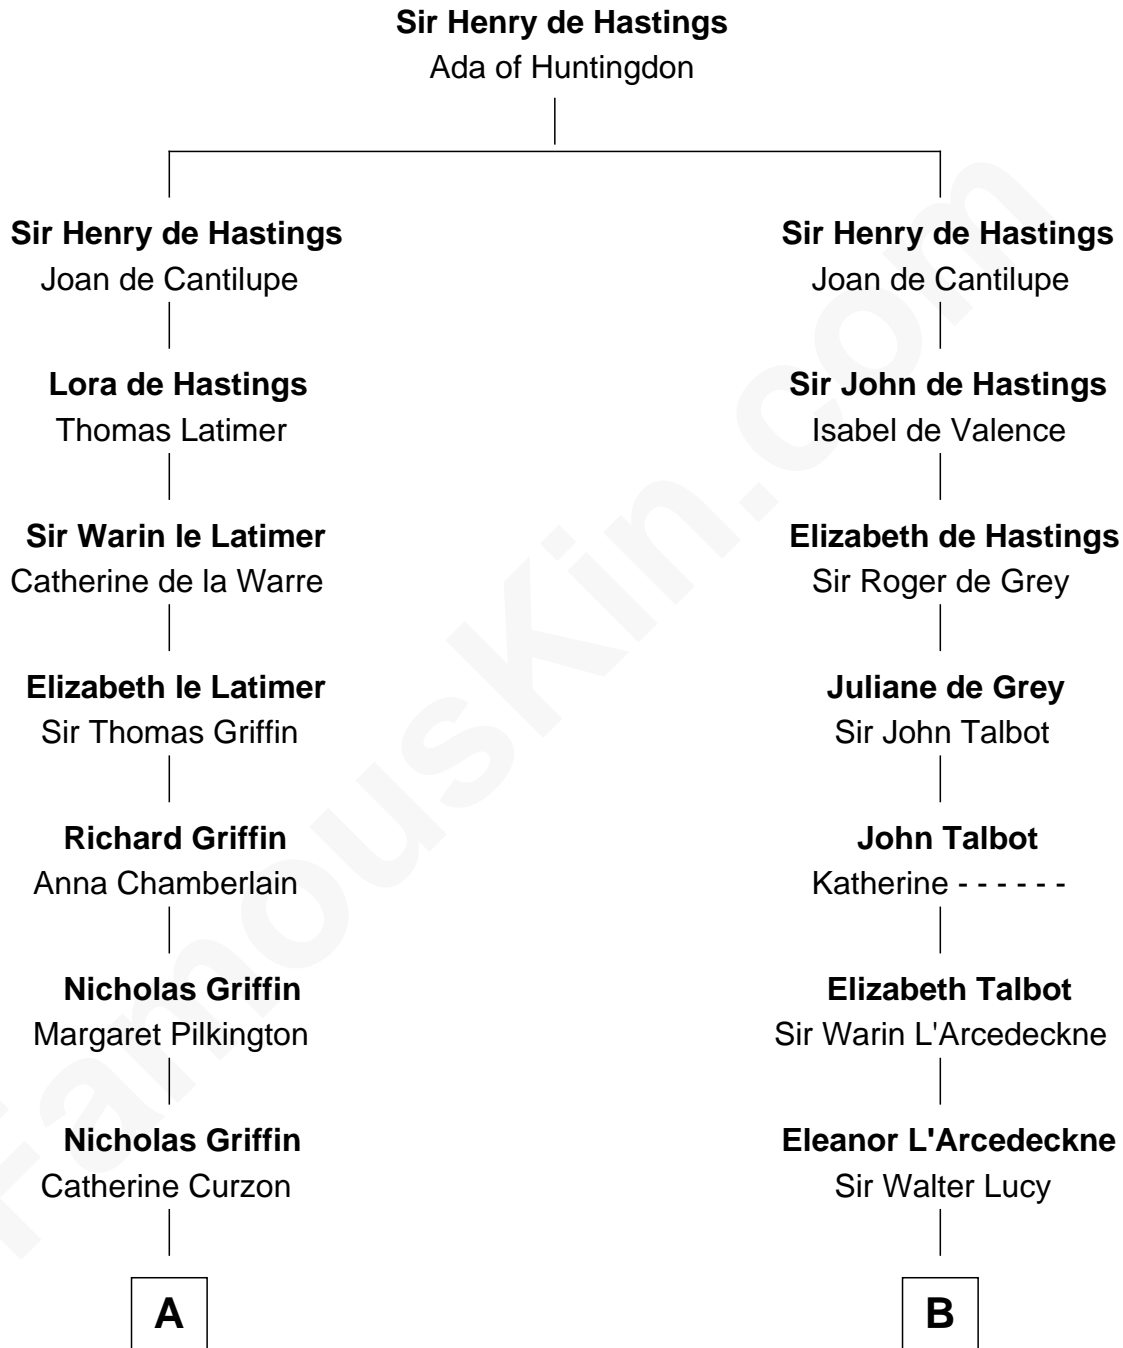 Sir Henry de Hastings
Ada of Huntingdon
Sir Henry de Hastings
Joan de Cantilupe
Lora de Hastings
Thomas Latimer
Sir Warin le Latimer
Catherine de la Warre
Elizabeth le Latimer
Sir Thomas Griffin
Richard Griffin
Anna Chamberlain
Nicholas Griffin
Margaret Pilkington
Nicholas Griffin
Catherine Curzon
A
Sir Henry de Hastings
Joan de Cantilupe
Sir John de Hastings
Isabel de Valence
Elizabeth de Hastings
Sir Roger de Grey
Juliane de Grey
Sir John Talbot
John Talbot
Katherine - - - - - -
Elizabeth Talbot
Sir Warin L'Arcedeckne
Eleanor L'Arcedeckne
Sir Walter Lucy
B
FamousKin.com